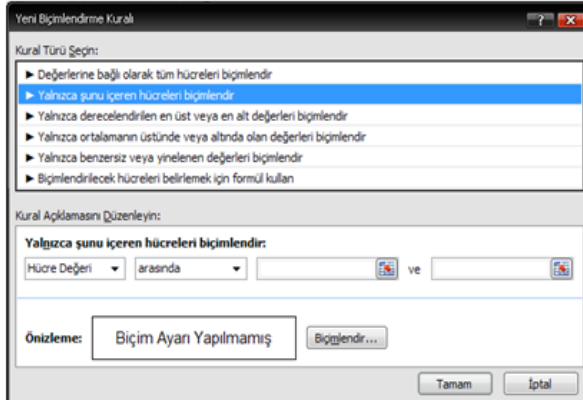 Yeni Biçimlendirme Kuralı
Kural Türü Seçin:
► Değerlerine bağlı olarak tüm hücreleri biçimlendir
► Yalnızca şunu içeren hücreleri biçimlendir
► Yalnızca derecelendirilen en üst veya en alt değerleri biçimlendir
► Yalnızca ortalamanın üstünde veya altında olan değerleri biçimlendir
► Yalnızca benzersiz veya yinelenen değerleri biçimlendir
► Biçimlendirilecek hücreleri belirlemek için formül kullan
Kural Açıklamasını Düzenleyin:
Yalnızca şunu içeren hücreleri biçimlendir:
Hücre Değeri arasında ve
Önizleme: Biçim Ayarı Yapılmamış Biçimlendir...
Tamam İptal